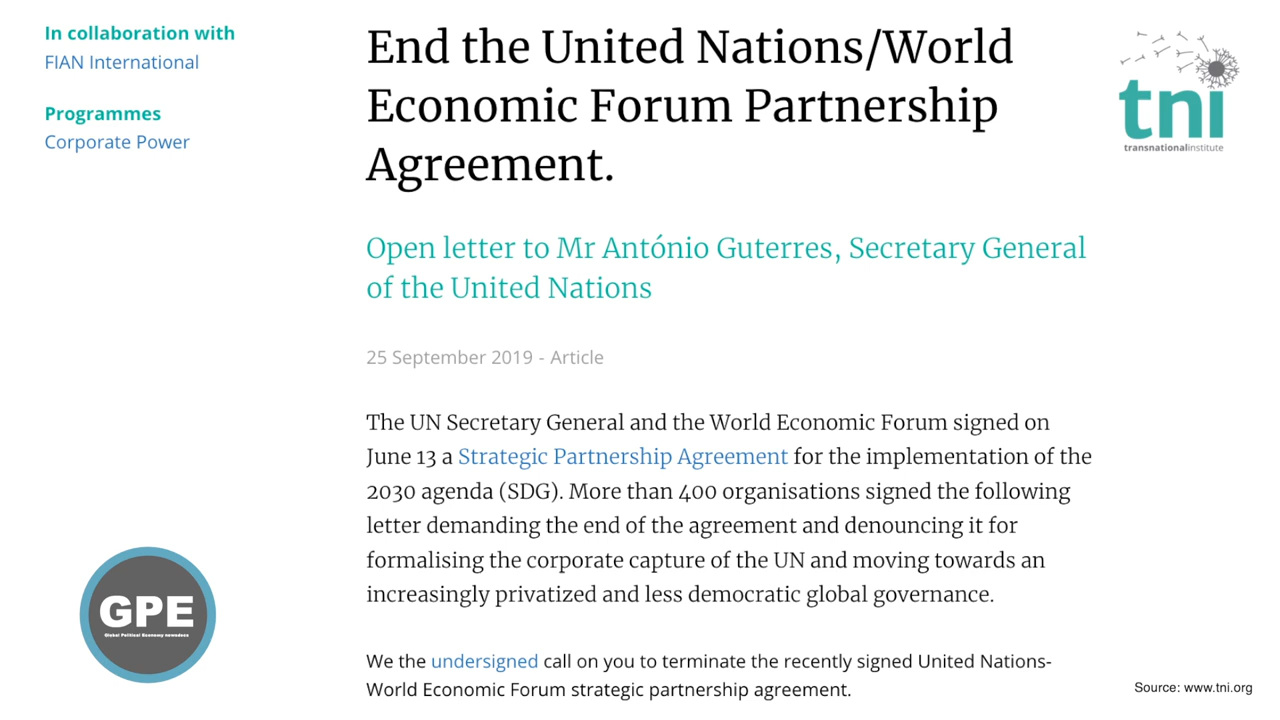 In collaboration with
FIAN International
Programmes
Corporate Power
End the United Nations/World
Economic Forum Partnership
Agreement.
tni
transnationalinstitute
Open letter to Mr António Guterres, Secretary General
of the United Nations
25 September 2019 - Article
The UN Secretary General and the World Economic Forum signed on
June 13 a Strategic Partnership Agreement for the implementation of the
2030 agenda (SDG). More than 400 organisations signed the following
letter demanding the end of the agreement and denouncing it for
formalising the corporate capture of the UN and moving towards an
increasingly privatized and less democratic global governance.
We the undersigned call on you to terminate the recently signed United Nations-
World Economic Forum strategic partnership agreement.
GPE
Global Political Economy newsdocs
Source: www.tni.org